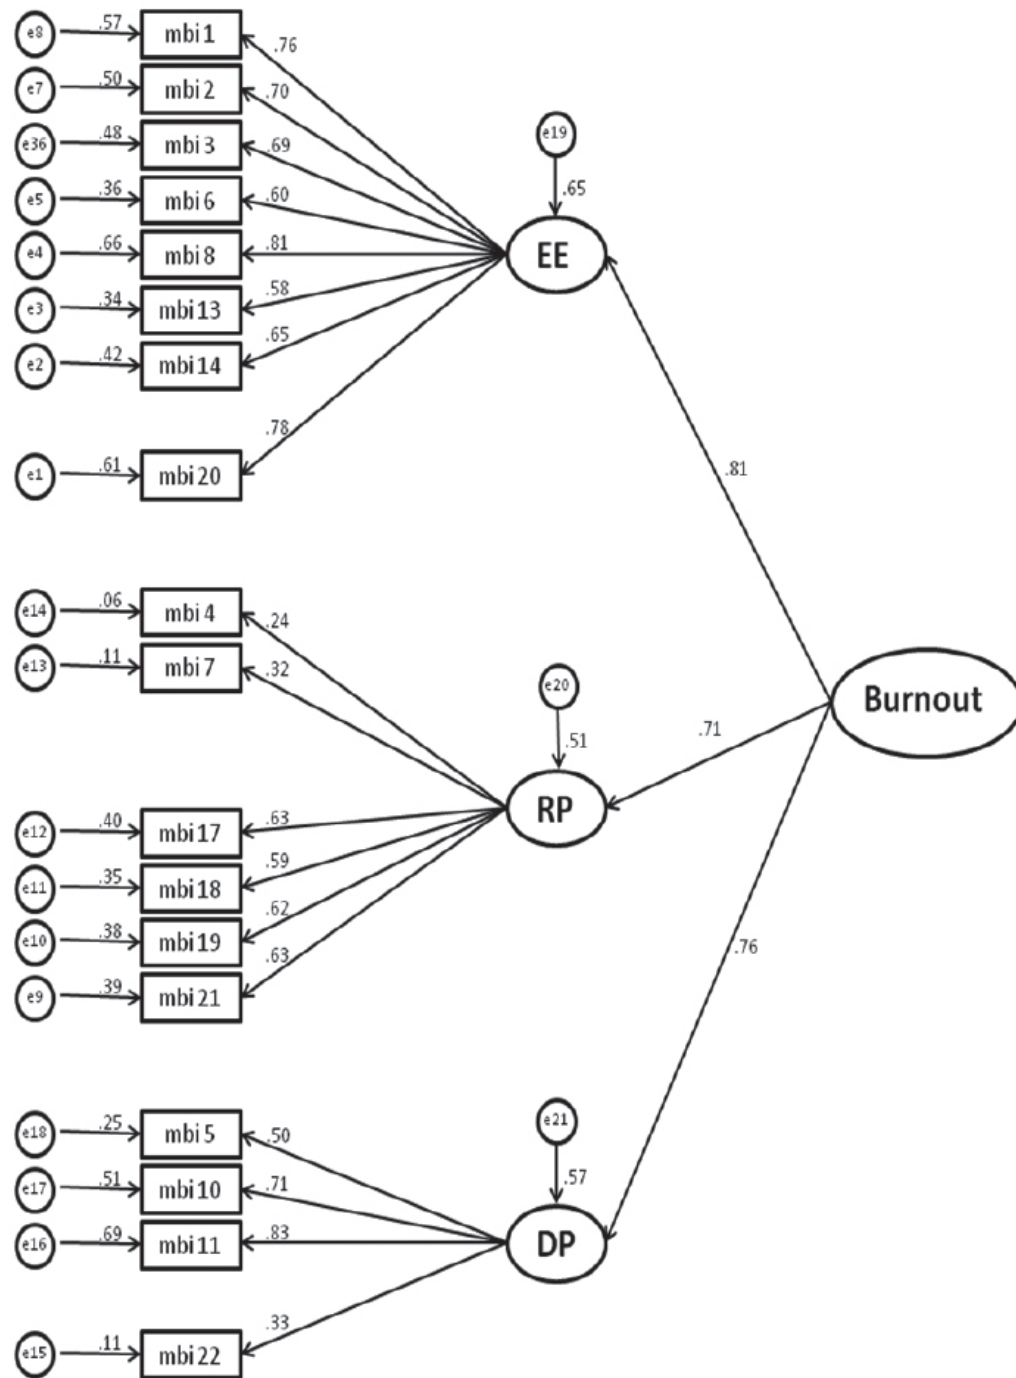 e8 .57 mbi 1 .76
e7 .50 mbi 2 .70
e36 .48 mbi 3 .69
e19
e5 .36 mbi 6 .60 .65
e4 .66 mbi 8 .81 EE
e3 .34 mbi 13 .58
e2 .42 mbi 14 .65
e1 .61 mbi 20 .78 .81
e14 .06 mbi 4 .24
e13 .11 mbi 7 .32 e20 Burnout
.51 .71
RP
e12 .40 mbi 17 .63
e11 .35 mbi 18 .59
e10 .38 mbi 19 .62 .76
e9 .39 mbi 21 .63
e18 .25 mbi 5 .50 e21
e17 .51 mbi 10 .71 .57
e16 .69 mbi 11 .83 DP
e15 .11 mbi 22 .33